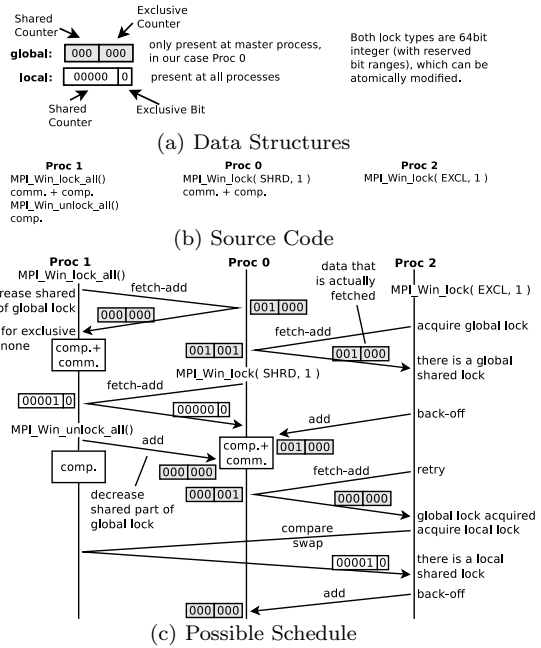 Shared
Counter
Exclusive
Counter
global:
000 000
only present at master process,
in our case Proc 0
local:
00000 0
present at all processes
Shared
Counter
Exclusive Bit
Both lock types are 64bit
integer (with reserved
bit ranges), which can be
atomically modified.
(a) Data Structures
Proc 1
MPI_Win_lock_all()
comm. + comp.
MPI_Win_unlock_all()
comp.
Proc 0
MPI_Win_lock( SHRD, 1 )
comm. + comp.
Proc 2
MPI_Win_lock( EXCL, 1 )
(b) Source Code
Proc 1
Proc 0
Proc 2
MPI_Win_lock_all()
data that
is actually
fetched
MPI_Win_lock( EXCL, 1 )
rease shared
of global lock
fetch-add
000 000
001 000
for exclusive
none
fetch-add
acquire global lock
comp.+
comm.
001 001
001 000
there is a global
shared lock
fetch-add
MPI_Win_lock( SHRD, 1 )
00001 0
00000 0
add
back-off
MPI_Win_unlock_all()
add
comp.+
comm.
001 000
comp.
000 000
fetch-add
retry
decrease
shared part of
global lock
000 001
000 000
global lock acquired
compare
swap
acquire local lock
00001 0
there is a local
shared lock
add
back-off
000 000
(c) Possible Schedule